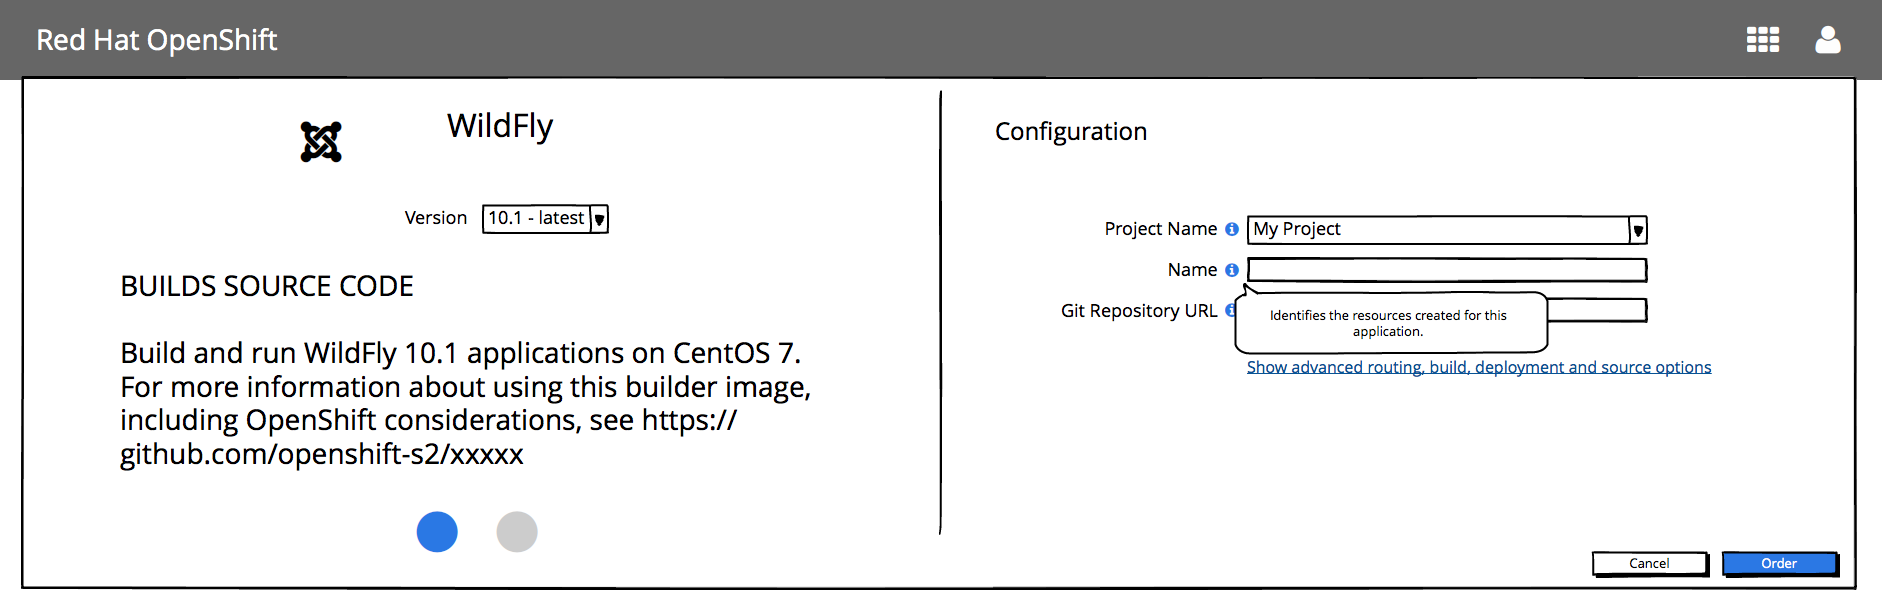 Red Hat OpenShift
WildFly
Version 10.1 - latest
BUILDS SOURCE CODE
Build and run WildFly 10.1 applications on CentOS 7.
For more information about using this builder image,
including OpenShift considerations, see https://
github.com/openshift-s2/xxxxx
Configuration
Project Name My Project
Name
Git Repository URL
Identifies the resources created for this
application.
Show advanced routing, build, deployment and source options
Cancel Order